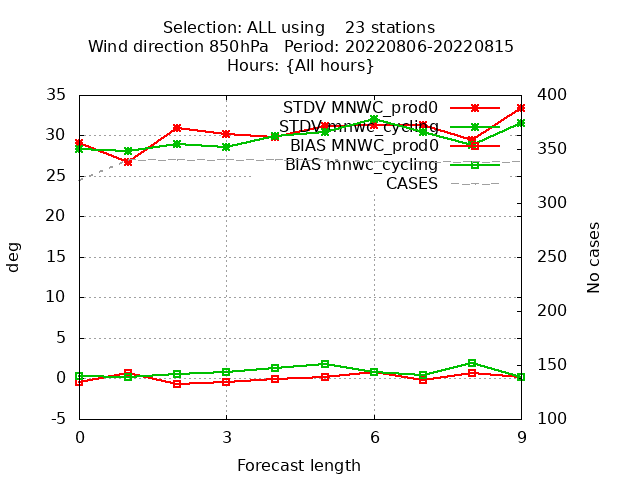 Selection: ALL using    23 stations
Wind direction 850hPa   Period: 20220806-20220815
Hours: {All hours}
35
30
25
20
15
10
5
0
-5
deg
400
350
300
250
200
150
100
No cases
STDV MNWC_prod0
STDV mnwc_cycling
BIAS MNWC_prod0
BIAS mnwc_cycling
CASES
0 3 6 9
Forecast length